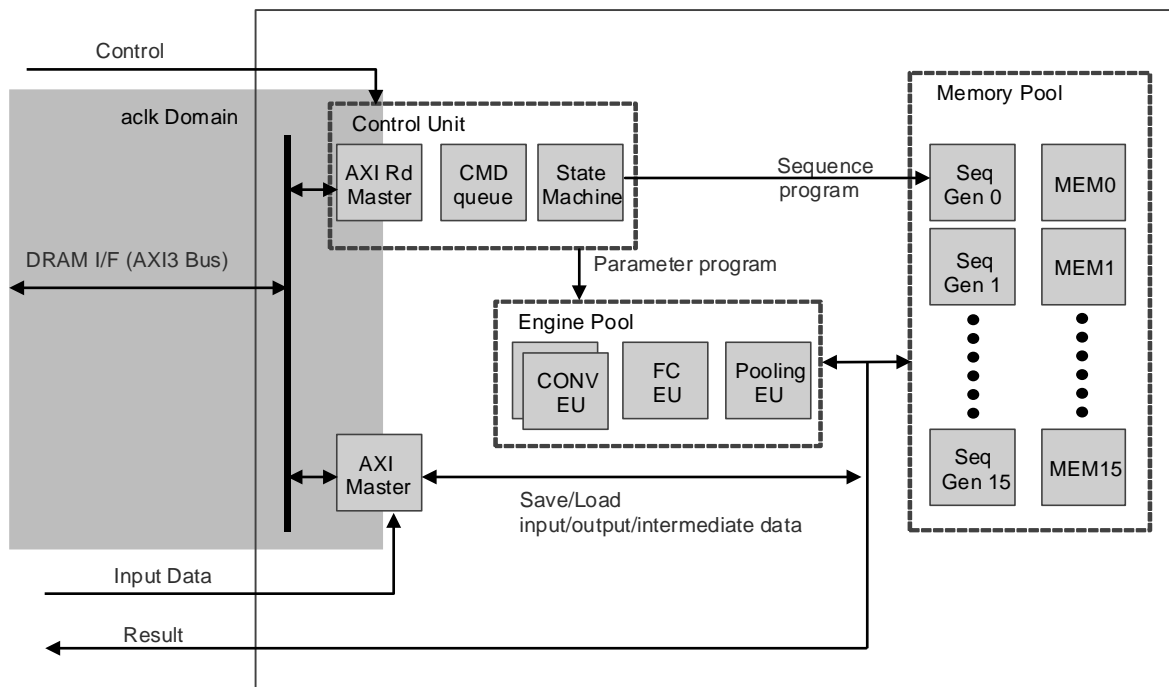 Control
aclk Domain
Control Unit
AXI Rd
Master
CMD
queue
State
Machine
Sequence
program
Memory Pool
Seq
Gen 0
MEM0
Seq
Gen 1
MEM1
DRAM I/F (AXI3 Bus)
Parameter program
Engine Pool
CONV
EU
FC
EU
Pooling
EU
Seq
Gen 15
MEM15
AXI
Master
Save/Load
input/output/intermediate data
Input Data
Result